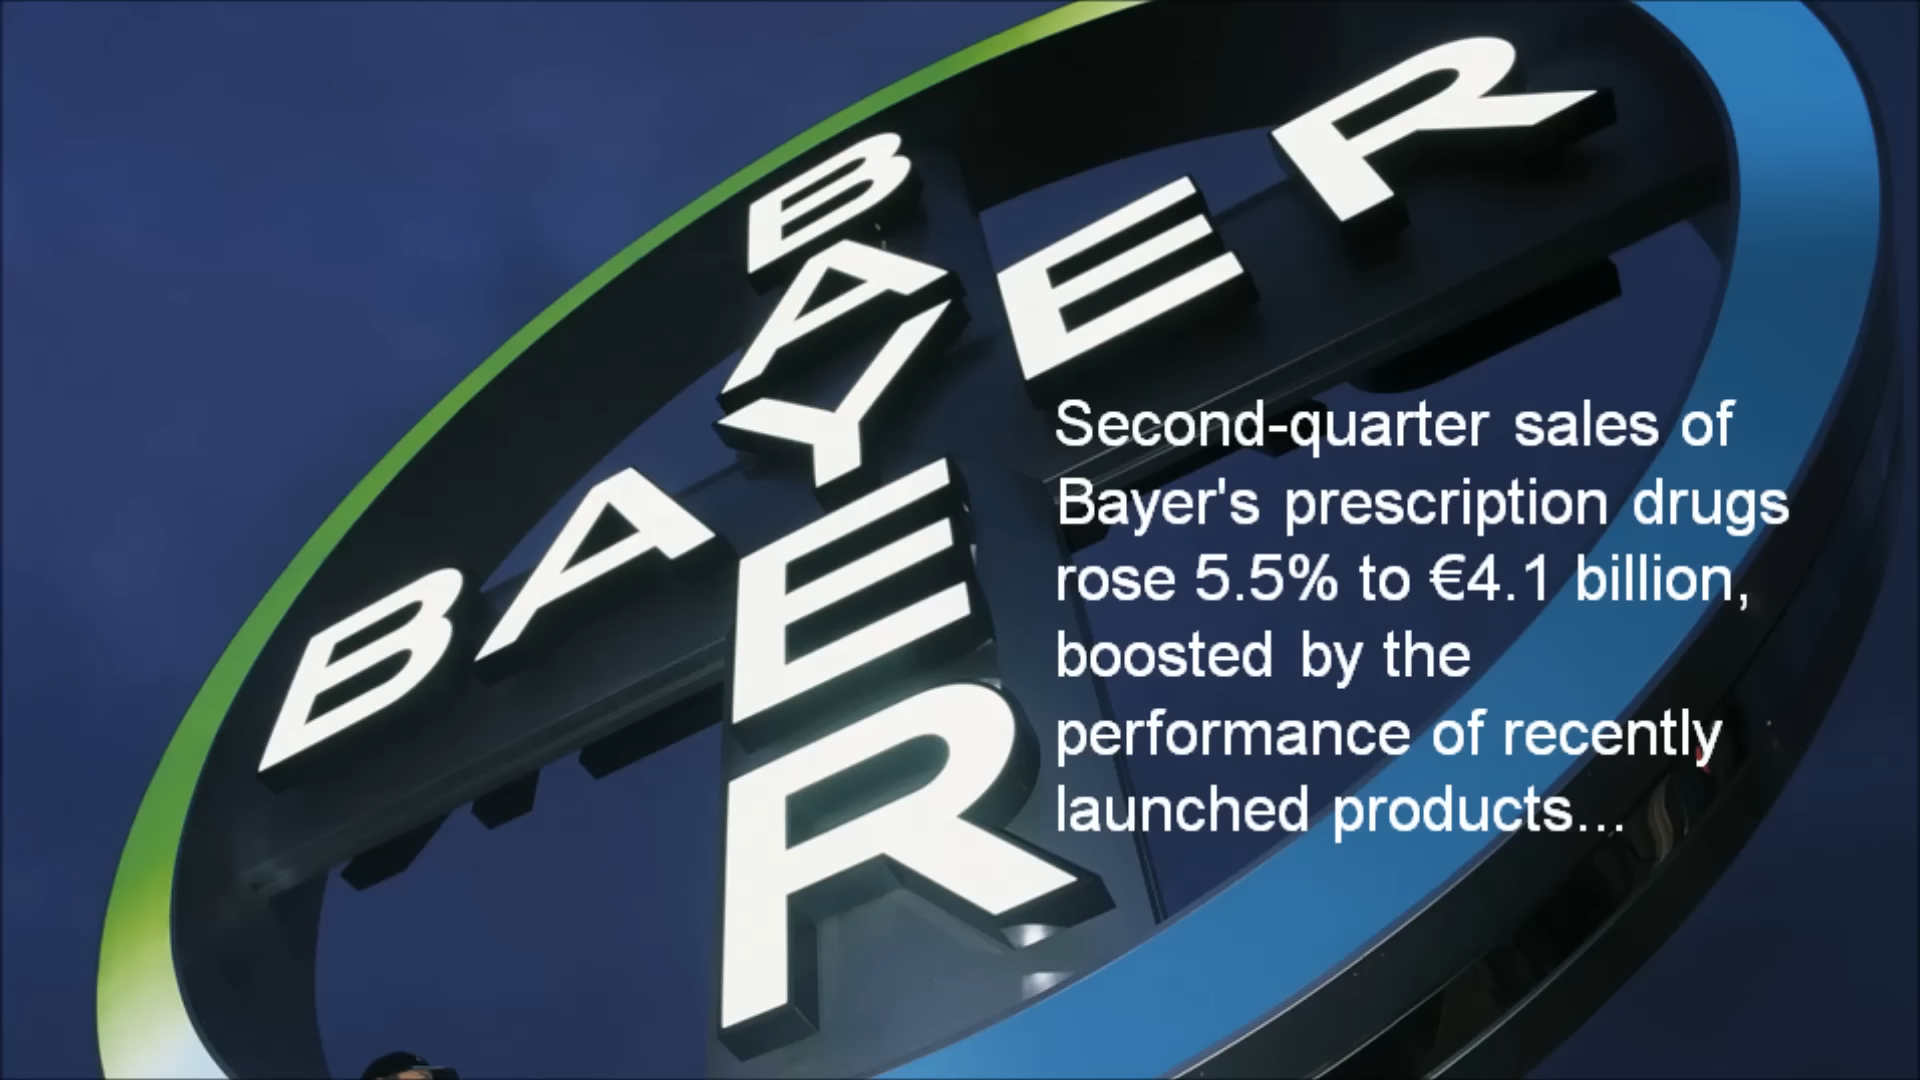 BAYER
BAYER
Second-quarter sales of
Bayer's prescription drugs
rose 5.5% to €4.1 billion,
boosted by the
performance of recently
launched products...